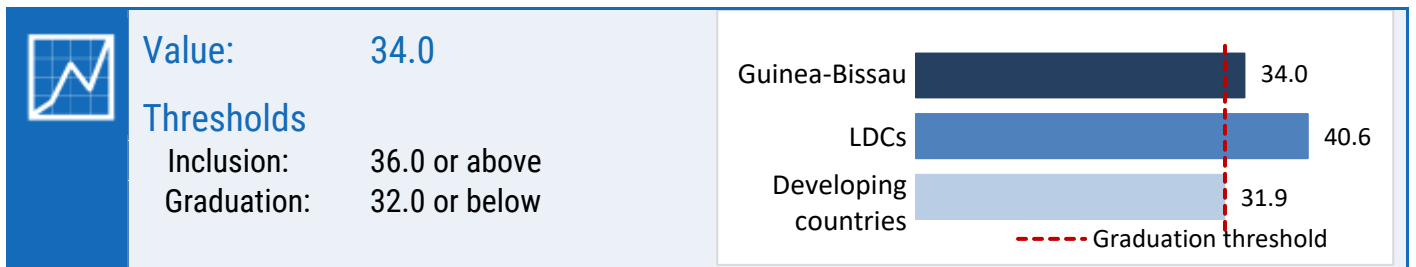 Value: 34.0
Thresholds
Inclusion: 36.0 or above
Graduation: 32.0 or below
Guinea-Bissau 34.0
LDCs 40.6
Developing
countries 31.9
Graduation threshold